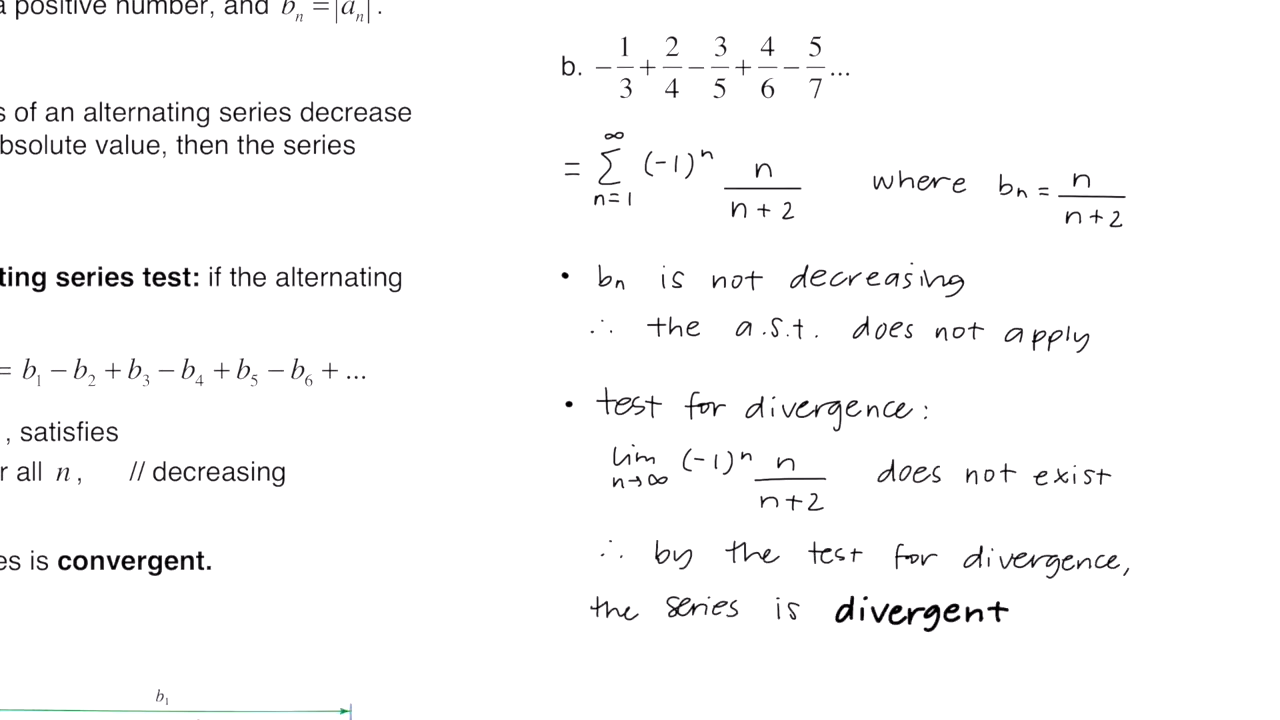 a positive number, and b_n = |a_n|.
s of an alternating series decrease
bsolute value, then the series
ting series test: if the alternating
= b_1 − b_2 + b_3 − b_4 + b_5 − b_6 + ...
, satisfies
r all n, // decreasing
es is convergent.
b_1
b. −1/3 + 2/4 − 3/5 + 4/6 − 5/7 ...
= ∑_{n=1}^{∞} (-1)^n n/(n+2) where b_n = n/(n+2)
• b_n is not decreasing
∴ the a.s.t. does not apply
• test for divergence:
lim_{n→∞} (-1)^n n/(n+2) does not exist
∴ by the test for divergence,
the series is divergent